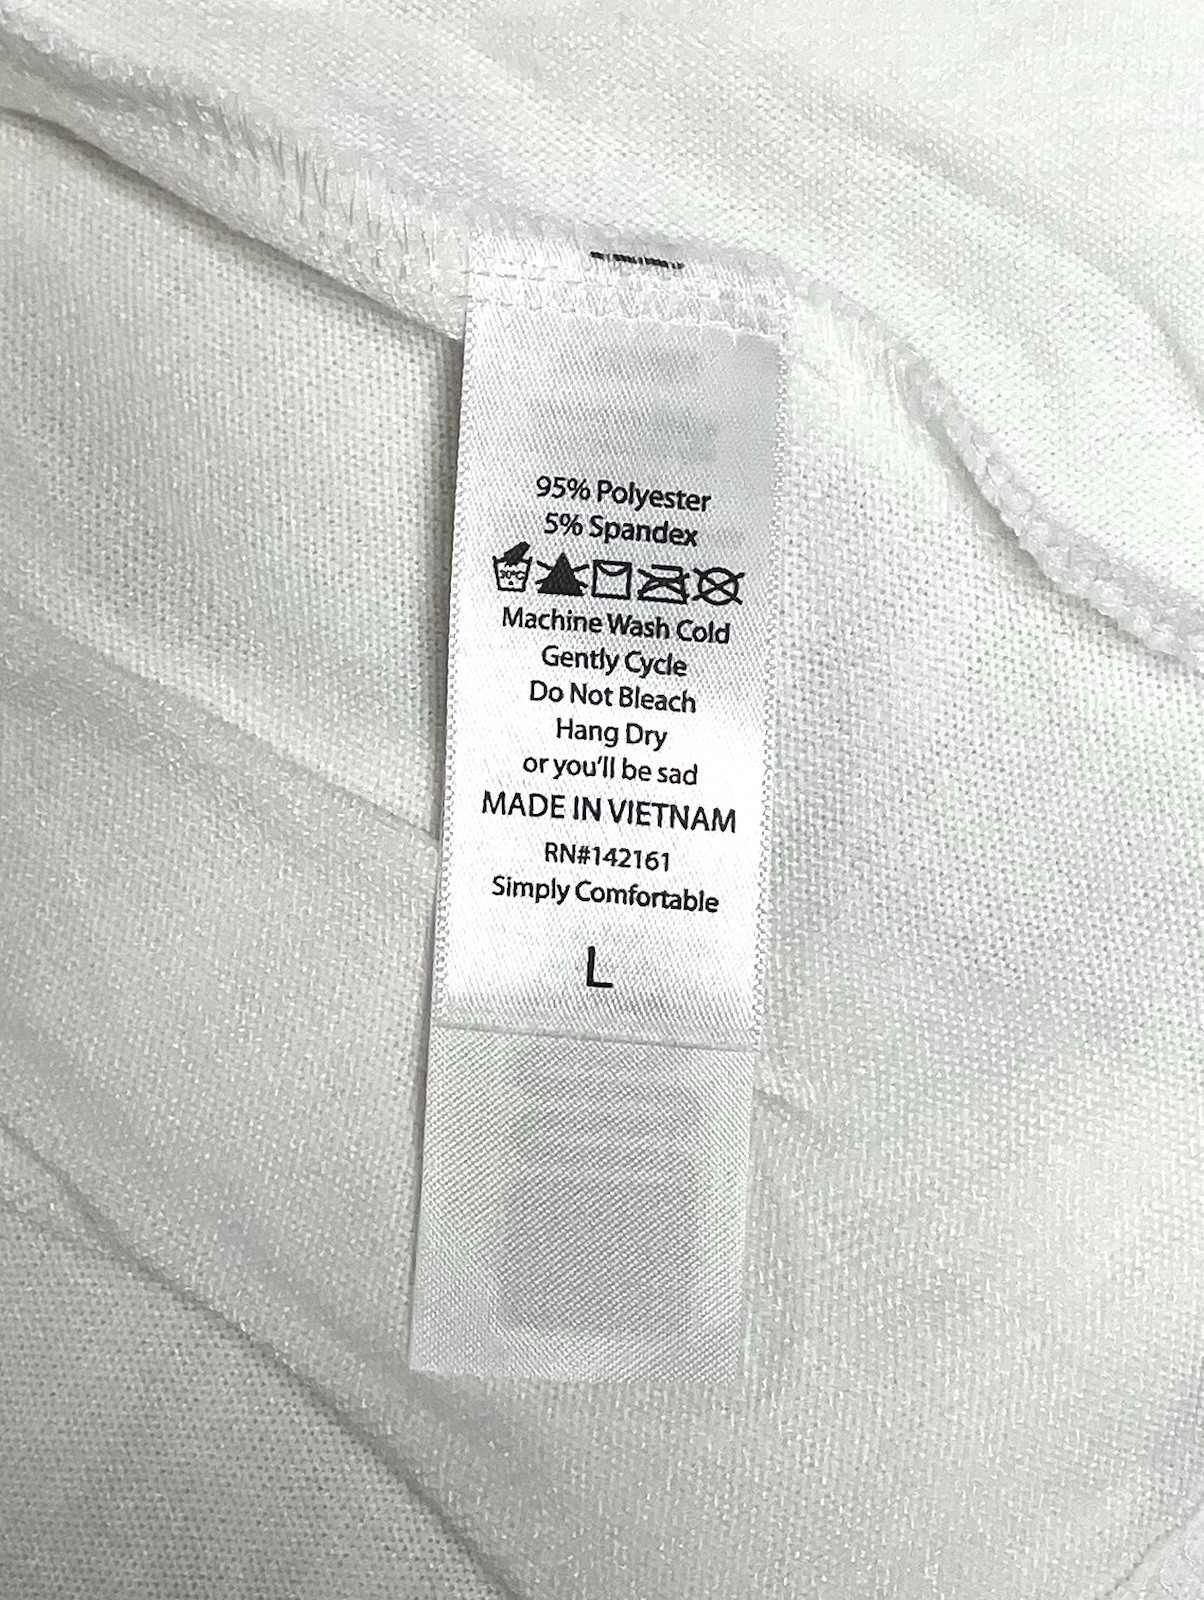 95% Polyester
5% Spandex
30°C
Machine Wash Cold
Gently Cycle
Do Not Bleach
Hang Dry
or you'll be sad
MADE IN VIETNAM
RN#142161
Simply Comfortable
L